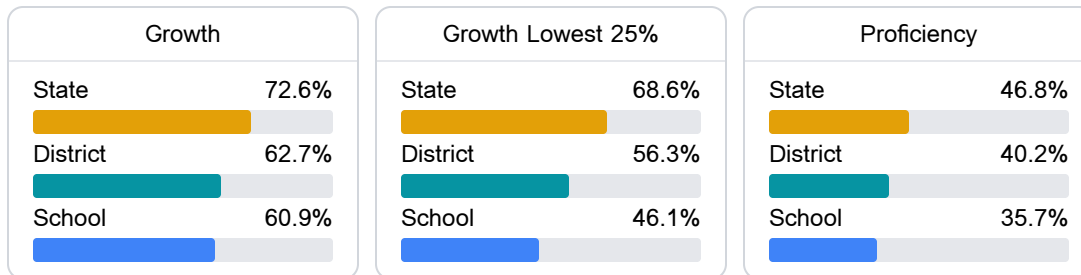 Growth
State 72.6%
District 62.7%
School 60.9%
Growth Lowest 25%
State 68.6%
District 56.3%
School 46.1%
Proficiency
State 46.8%
District 40.2%
School 35.7%